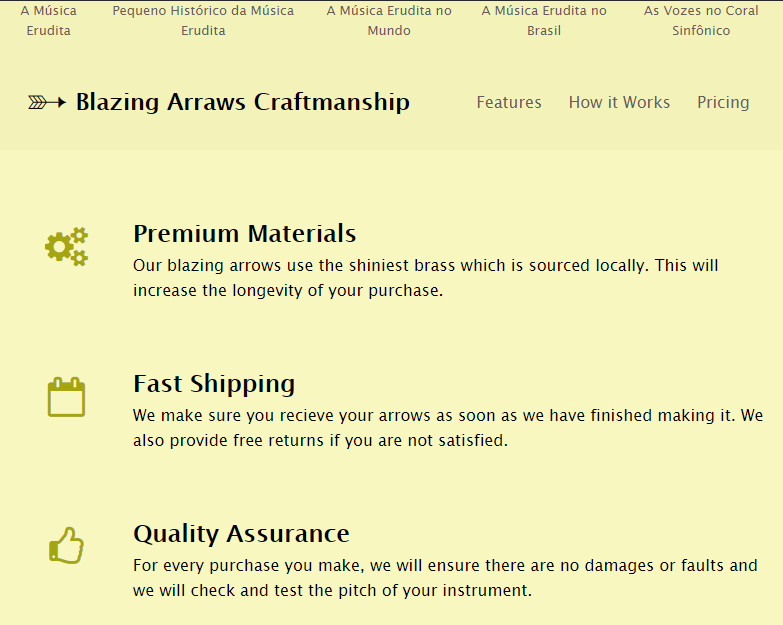 A Música Erudita
Pequeno Histórico da Música Erudita
A Música Erudita no Mundo
A Música Erudita no Brasil
As Vozes no Coral Sinfônico
Blazing Arraws Craftmanship
Features
How it Works
Pricing
Premium Materials
Our blazing arrows use the shiniest brass which is sourced locally. This will
increase the longevity of your purchase.
Fast Shipping
We make sure you recieve your arrows as soon as we have finished making it. We
also provide free returns if you are not satisfied.
Quality Assurance
For every purchase you make, we will ensure there are no damages or faults and
we will check and test the pitch of your instrument.